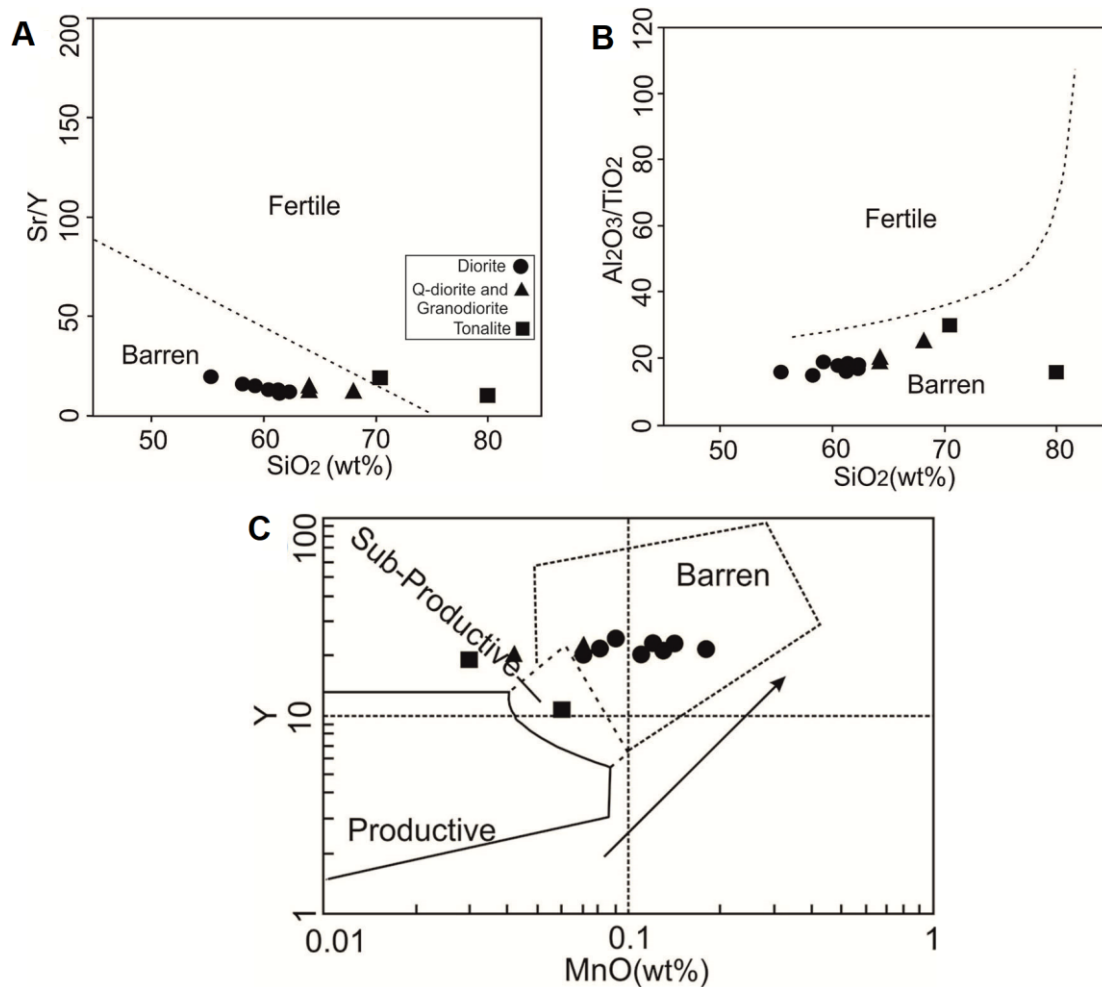 A
200
150
100
50
0
Sr/Y
Fertile
Barren
Diorite
Q-diorite and
Granodiorite
Tonalite
50 60 70 80
SiO2 (wt%)
B
120
100
80
60
40
20
0
Al2O3/TiO2
Fertile
Barren
50 60 70 80
SiO2(wt%)
C
100
10
1
Y
Sub-Productive
Barren
Productive
0.01 0.1 1
MnO(wt%)